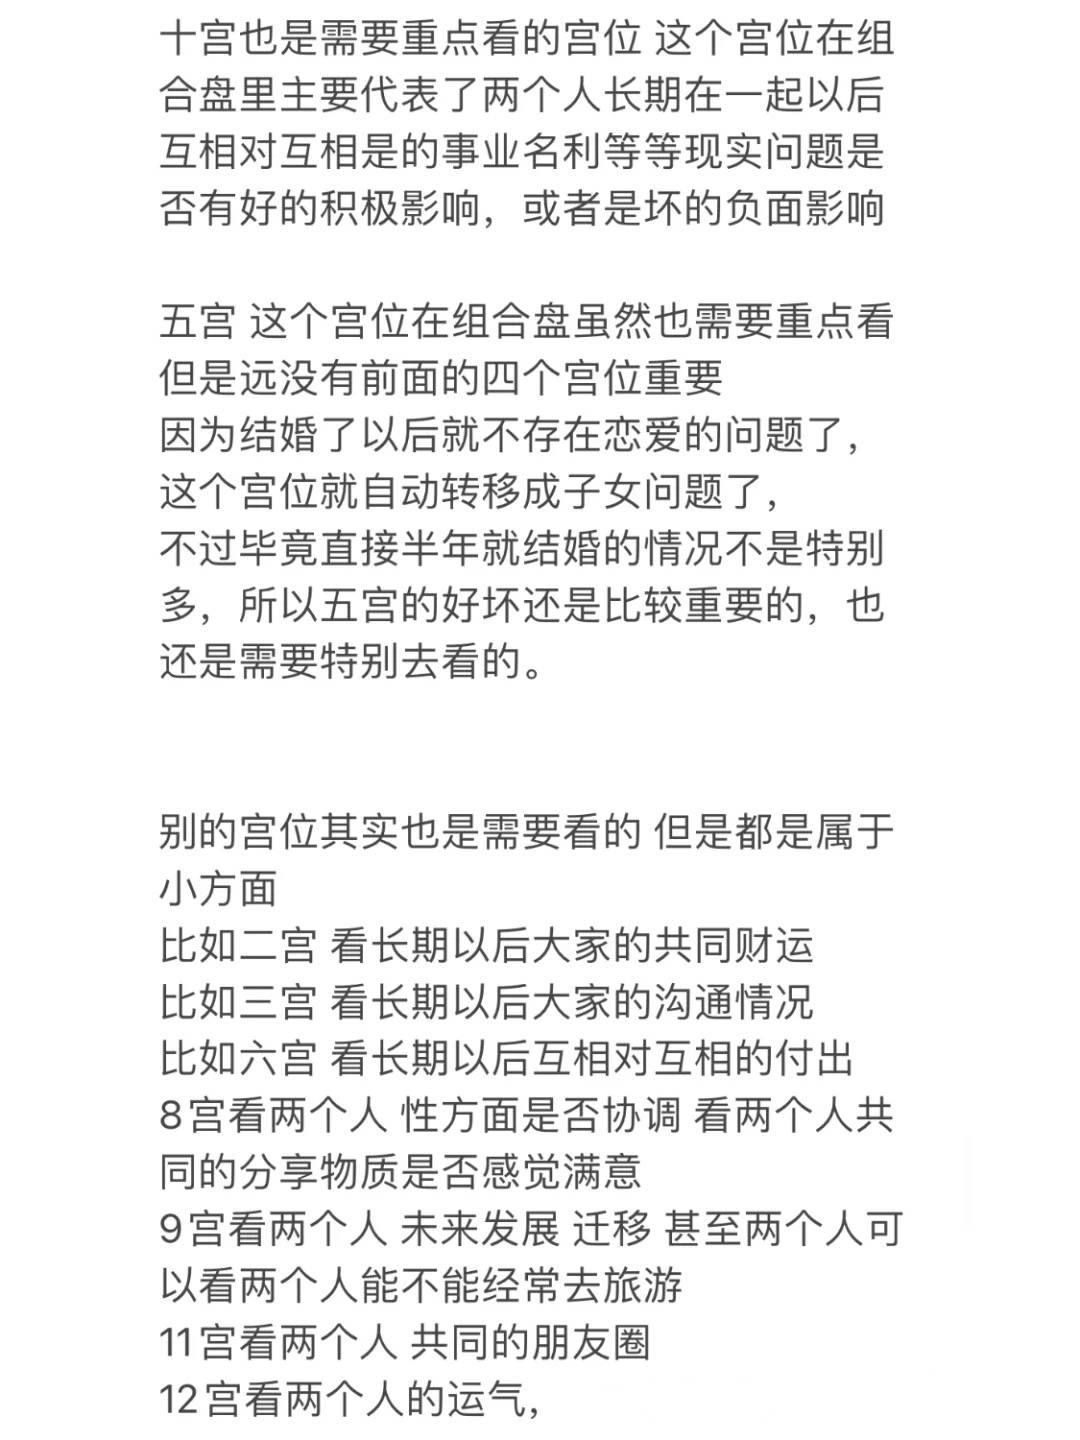 十宫也是需要重点看的宫位 这个宫位在组
合盘里主要代表了两个人长期在一起以后
互相对互相是的事业名利等等现实问题是
否有好的积极影响，或者是坏的负面影响
五宫 这个宫位在组合盘虽然也需要重点看
但是远没有前面的四个宫位重要
因为结婚了以后就不存在恋爱的问题了，
这个宫位就自动转移成子女问题了，
不过毕竟直接半年就结婚的情况不是特别
多，所以五宫的好坏还是比较重要的，也
还是需要特别去看的。
别的宫位其实也是需要看的 但是都是属于
小方面
比如二宫 看长期以后大家的共同财运
比如三宫 看长期以后大家的沟通情况
比如六宫 看长期以后互相对互相的付出
8宫看两个人 性方面是否协调 看两个人共
同的分享物质是否感觉满意
9宫看两个人 未来发展 迁移 甚至两个人可
以看两个人能不能经常去旅游
11宫看两个人 共同的朋友圈
12宫看两个人的运气，